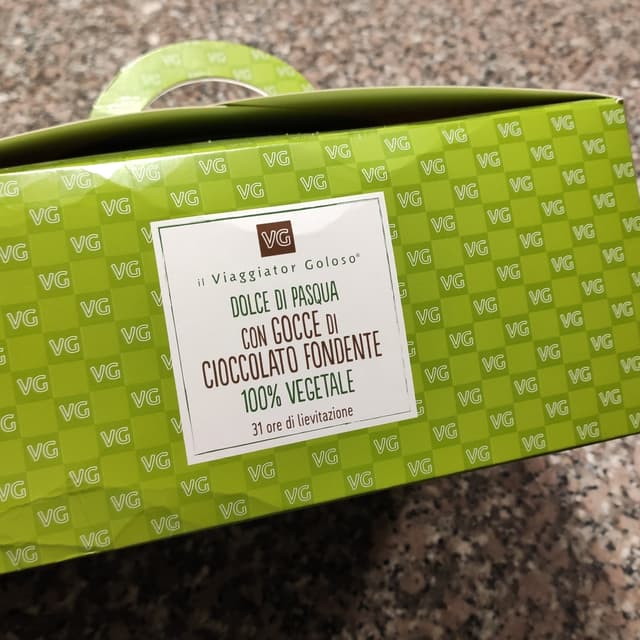 VG
il Viaggiator Goloso®
DOLCE DI PASQUA
CON GOCCE DI
CIOCCOLATO FONDENTE
100% VEGETALE
31 ore di lievitazione